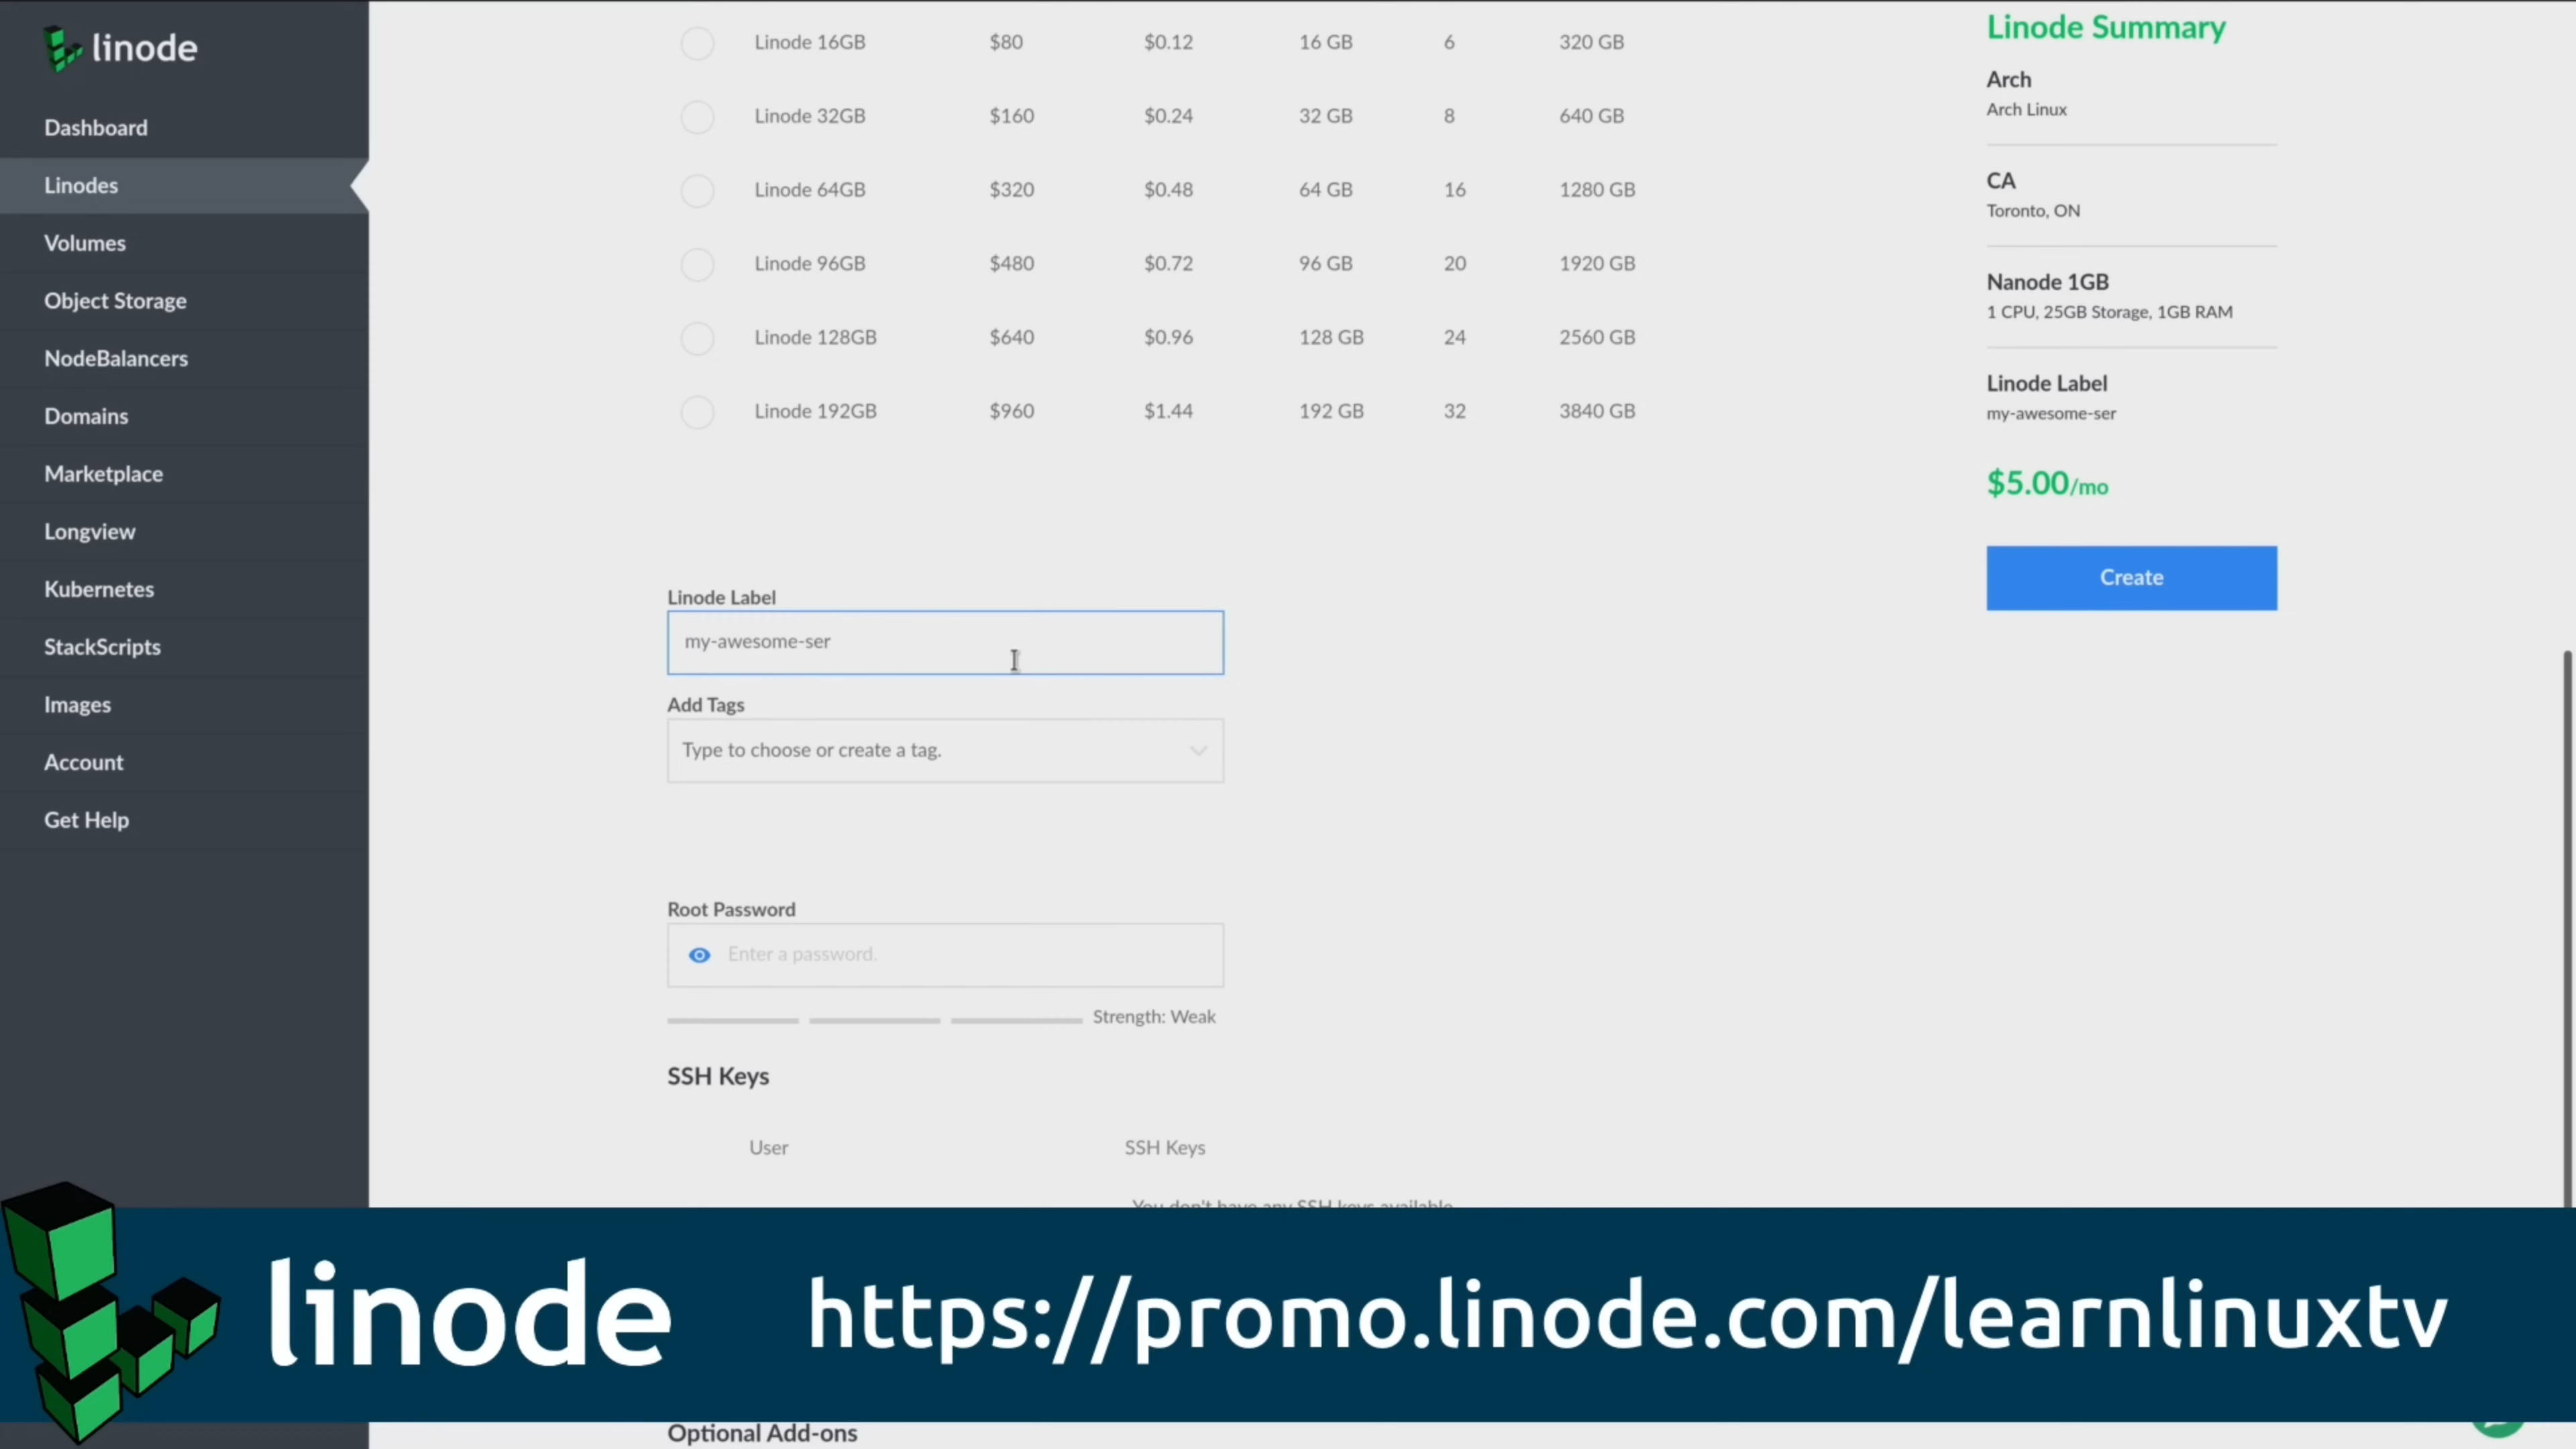 linode
Dashboard
Linodes
Volumes
Object Storage
NodeBalancers
Domains
Marketplace
Longview
Kubernetes
StackScripts
Images
Account
Get Help
Linode 16GB $80 $0.12 16 GB 6 320 GB
Linode 32GB $160 $0.24 32 GB 8 640 GB
Linode 64GB $320 $0.48 64 GB 16 1280 GB
Linode 96GB $480 $0.72 96 GB 20 1920 GB
Linode 128GB $640 $0.96 128 GB 24 2560 GB
Linode 192GB $960 $1.44 192 GB 32 3840 GB
Linode Label
my-awesome-ser
Add Tags
Type to choose or create a tag.
Root Password
Enter a password.
Strength: Weak
SSH Keys
User SSH Keys
You don't have any SSH keys available
Optional Add-ons
Linode Summary
Arch
Arch Linux
CA
Toronto, ON
Nanode 1GB
1 CPU, 25GB Storage, 1GB RAM
Linode Label
my-awesome-ser
$5.00/mo
Create
linode https://promo.linode.com/learnlinuxtv